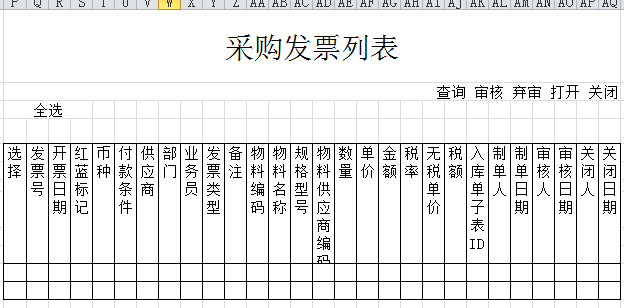 P Q R S T U V W X Y Z AA AB AC AD AE AF AG AH AI AJ AK AL AM AN AO AP AQ
采购发票列表
查询 审核 弃审 打开 关闭
全选
选择 发票号 开票日期 红蓝标记 币种 付款条件 供应商 部门 业务员 发票类型 备注 物料编码 物料名称 规格型号 物料供应商编码 数量 单价 金额 税率 无税单价 税额 入库单子表ID 制单人 制单日期 审核人 审核日期 关闭人 关闭日期